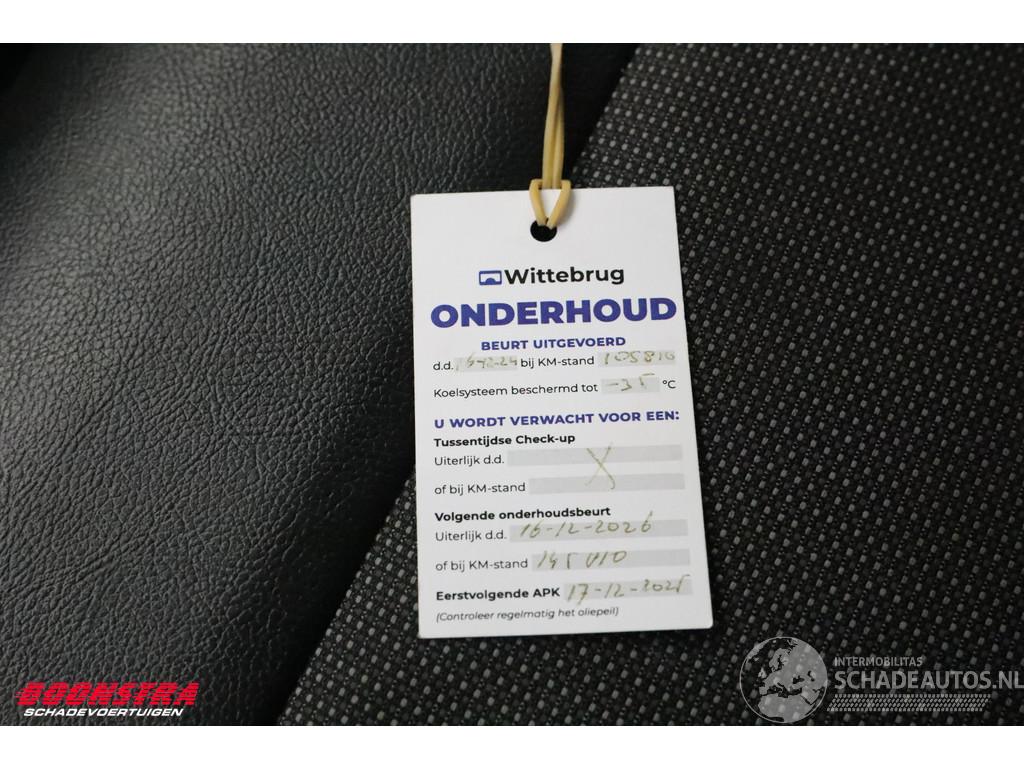 Wittebrug
ONDERHOUD
BEURT UITGEVOERD
d.d. bij KM-stand 105810
Koelsysteem beschermd tot -35 °C
U WORDT VERWACHT VOOR EEN:
Tussentijdse Check-up
Uiterlijk d.d. X
of bij KM-stand
Volgende onderhoudsbeurt
Uiterlijk d.d. 16-12-2026
of bij KM-stand
Eerstvolgende APK 17-12-2025
(Controleer regelmatig het oliepeil)
BOONSTRA
SCHADEVOERTUIGEN
INTERMOBILITAS
SCHADEAUTOS.NL